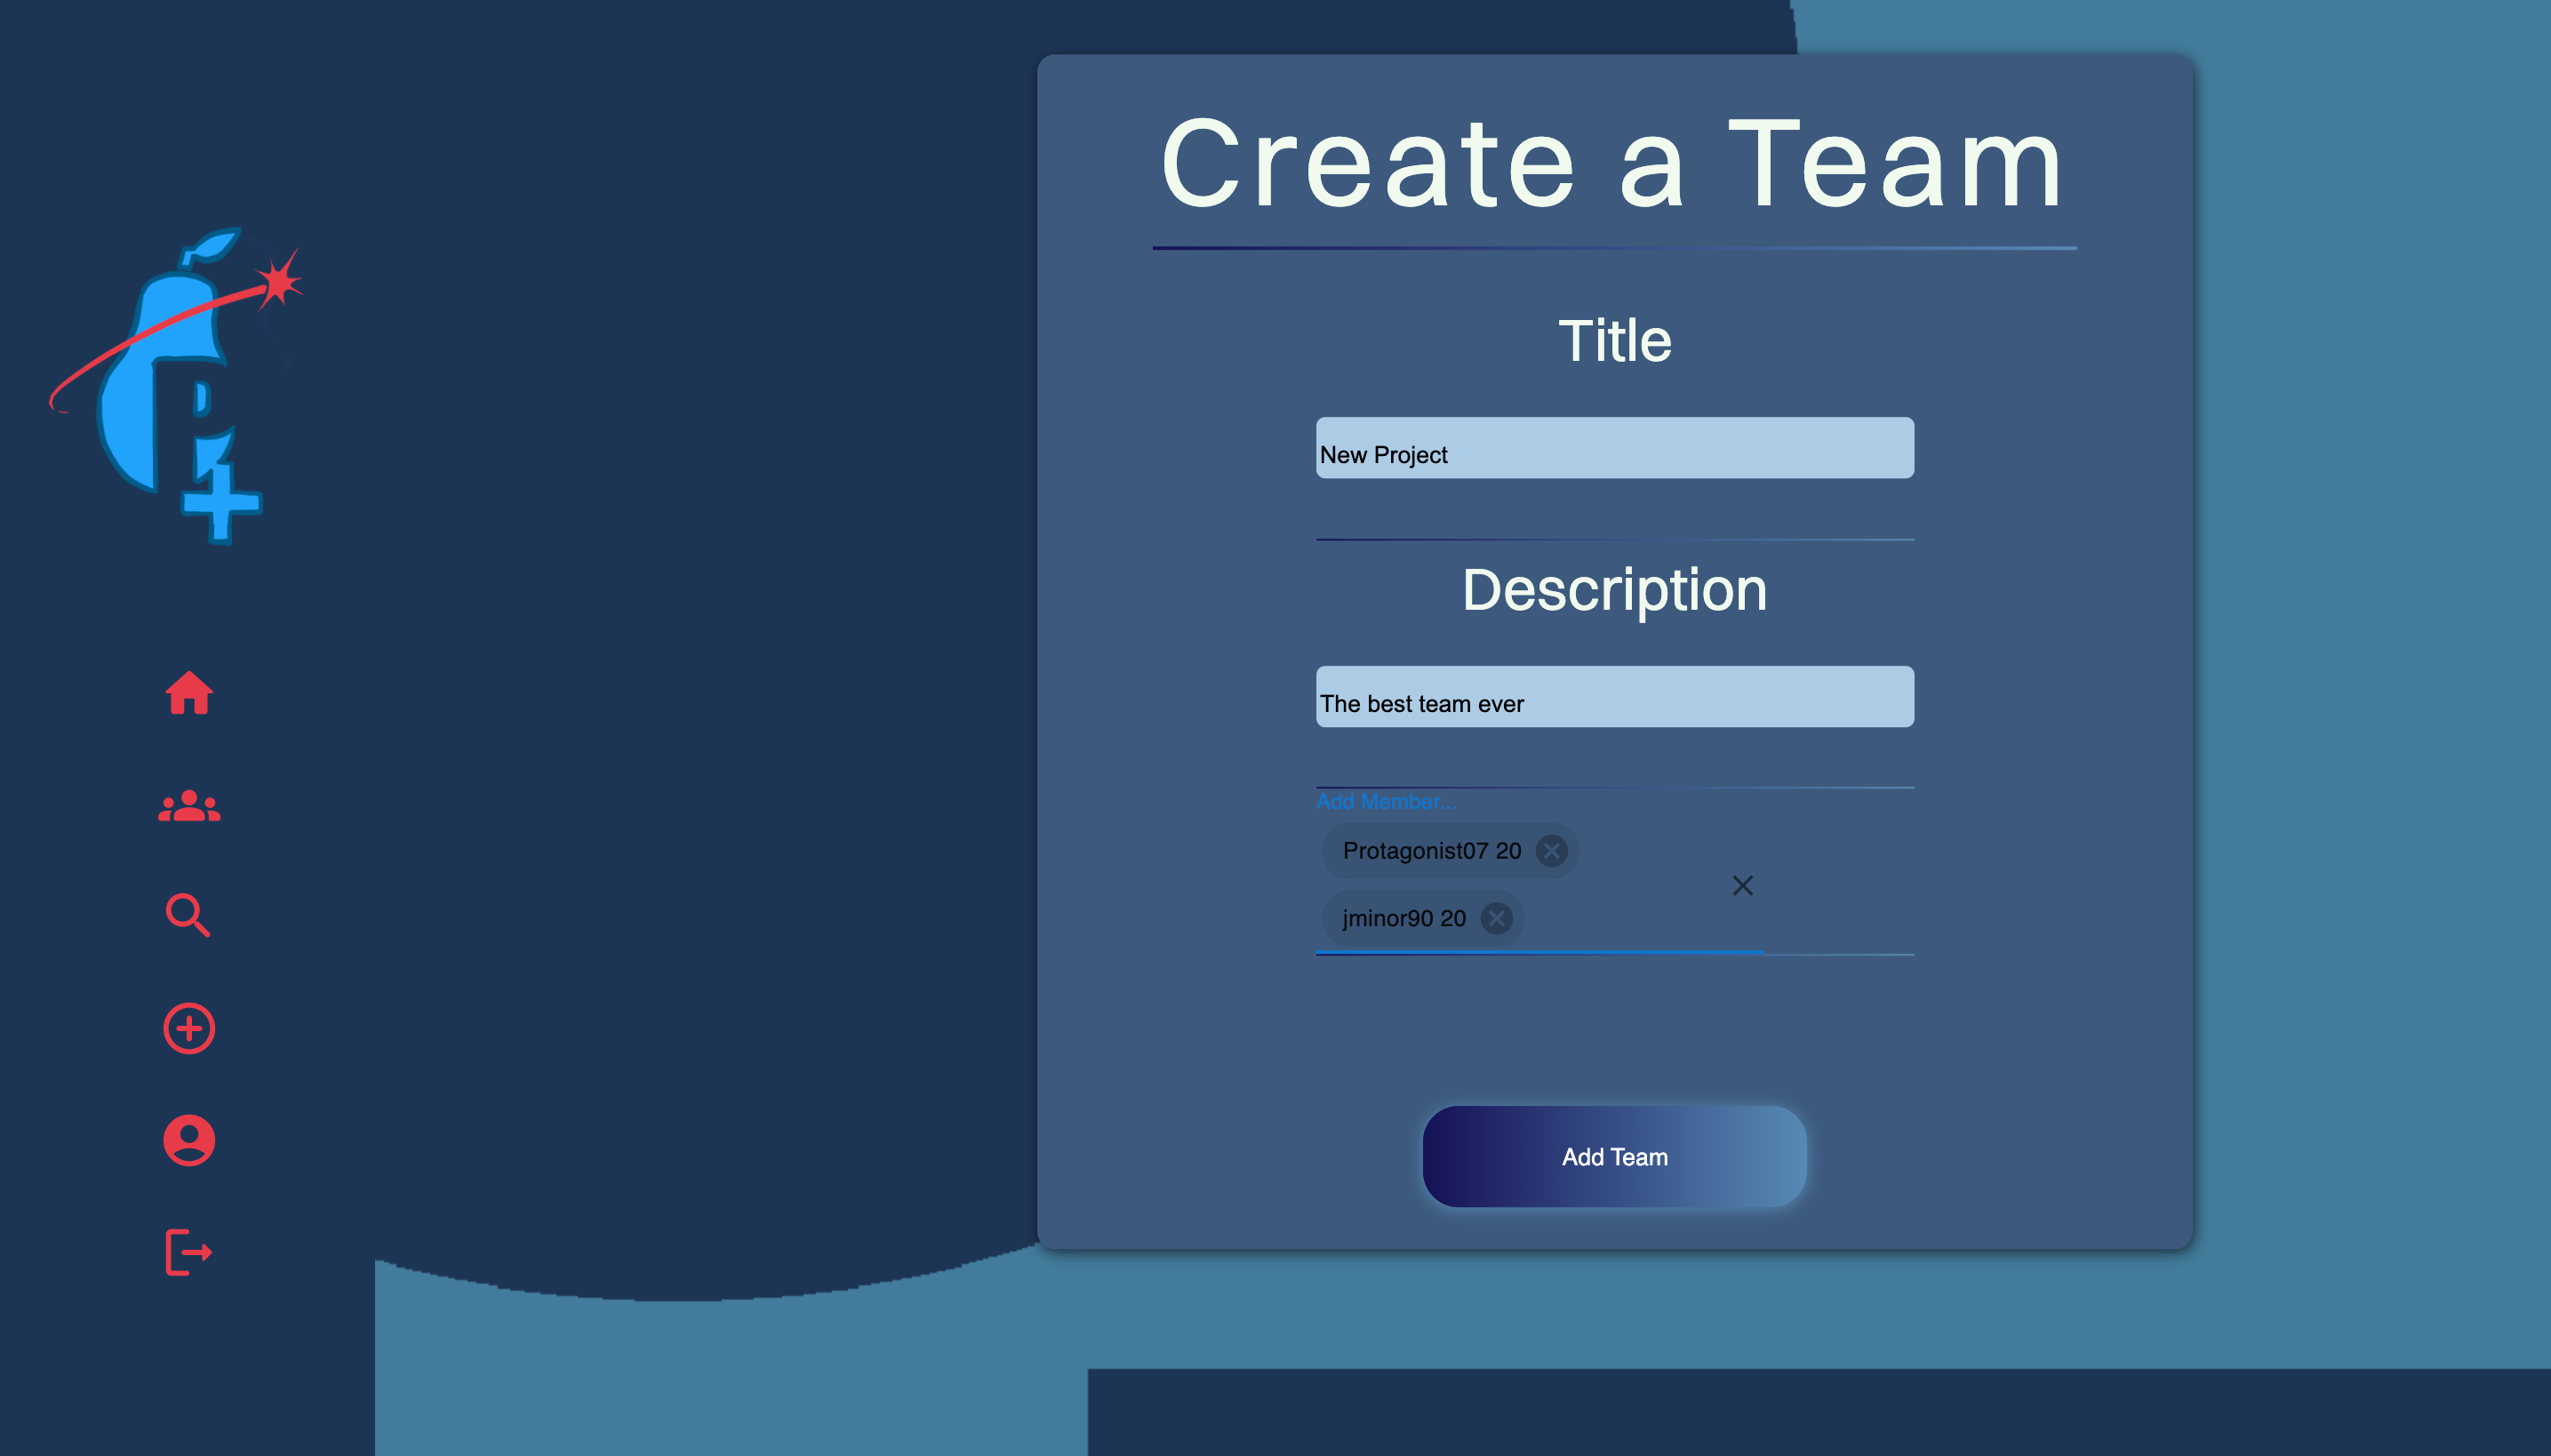 Create a Team
Title
New Project
Description
The best team ever
Add Member...
Protagonist07 20
jminor90 20
Add Team